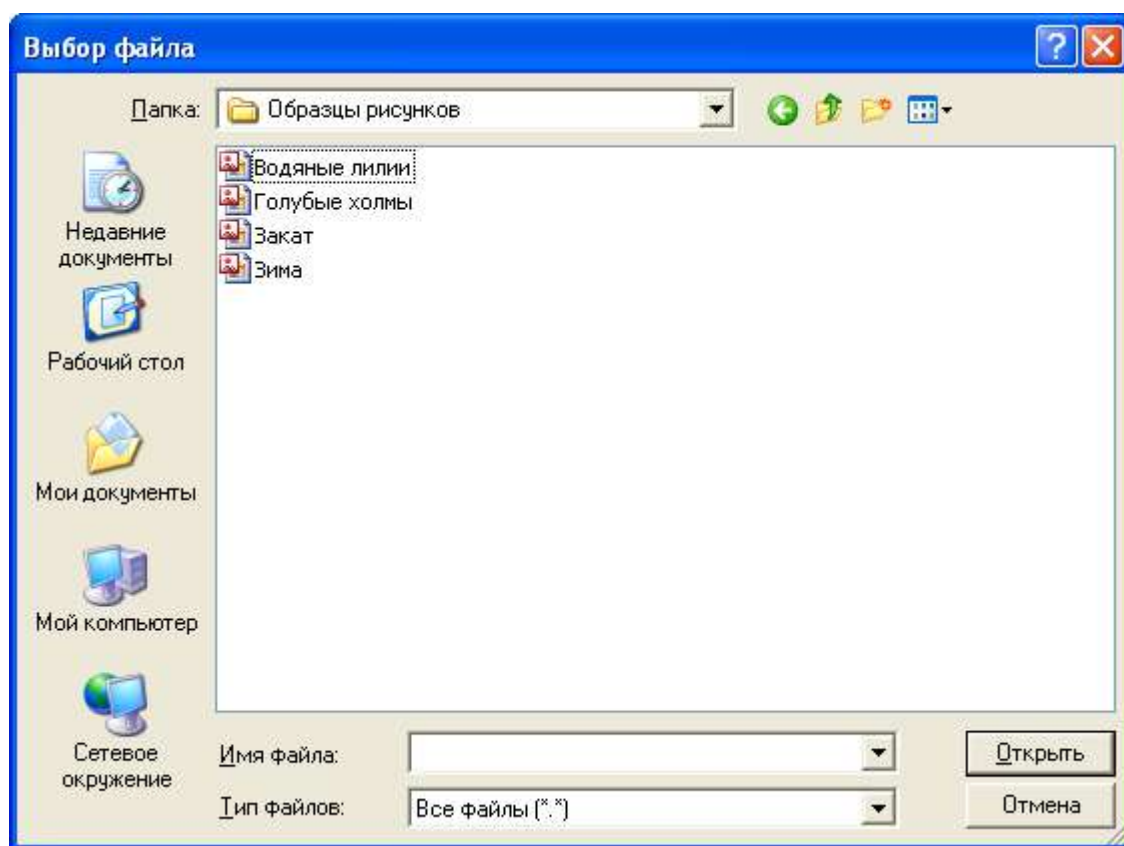 Выбор файла
Папка:
Образцы рисунков
Недавние
документы
Рабочий стол
Мои документы
Мой компьютер
Сетевое
окружение
Водяные лилии
Голубые холмы
Закат
Зима
Имя файла:
Открыть
Тип файлов:
Все файлы (*.*)
Отмена